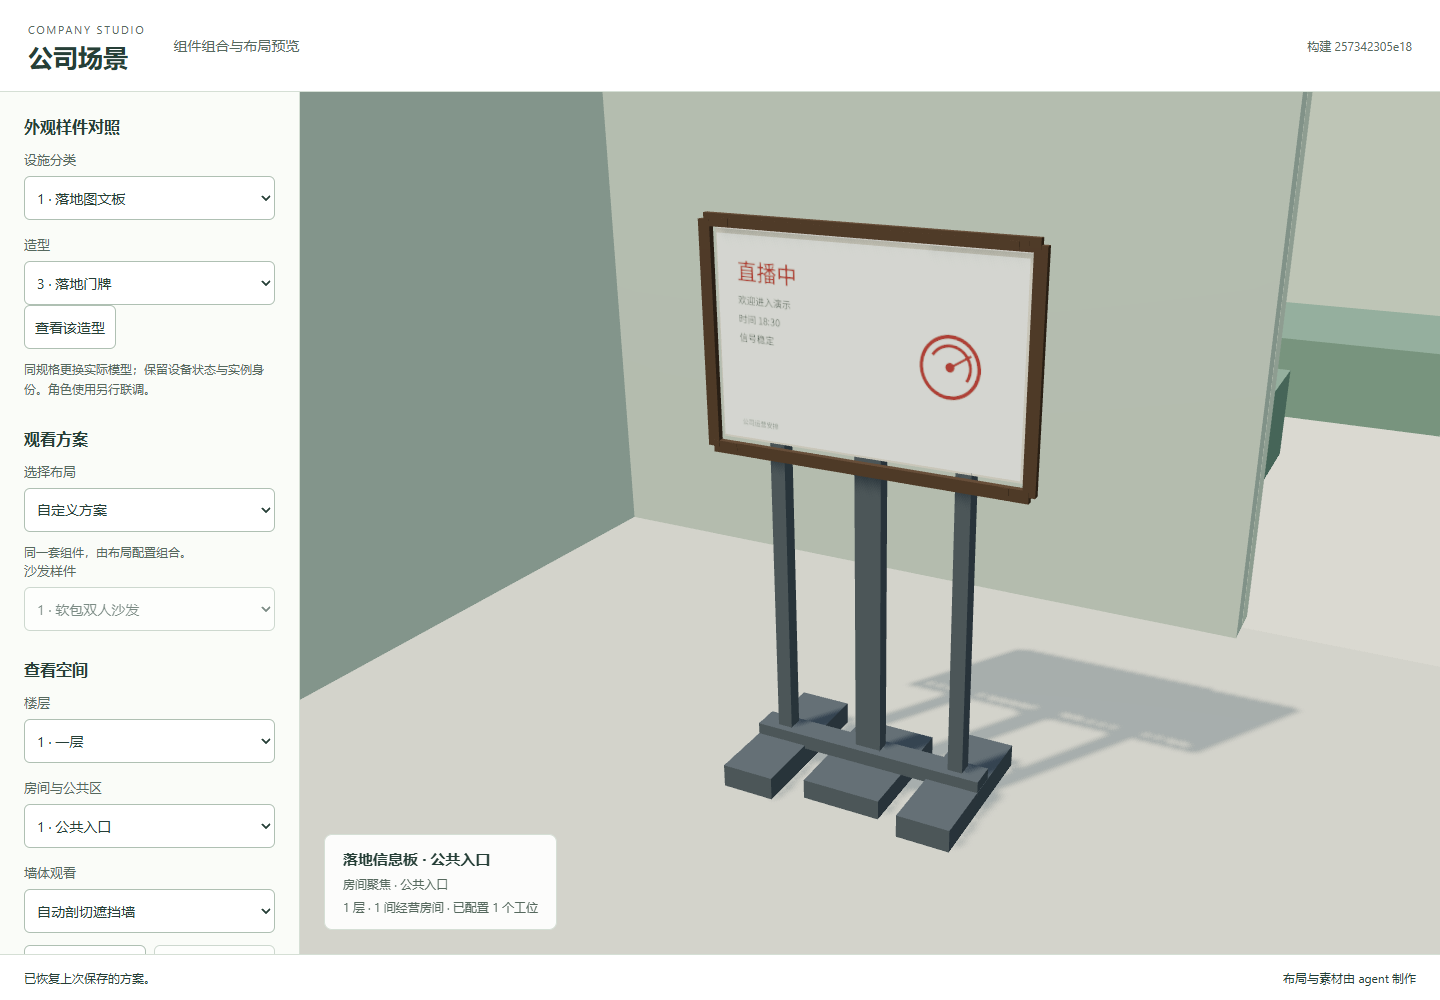 COMPANY STUDIO
公司场景
组件组合与布局预览
构建 257342305e18
外观样件对照
设施分类
1 · 落地图文板
造型
3 · 落地门牌
查看该造型
同规格更换实际模型；保留设备状态与实例身
份。角色使用另行联调。
观看方案
选择布局
自定义方案
同一套组件，由布局配置组合。
沙发样件
1 · 软包双人沙发
查看空间
楼层
1 · 一层
房间与公共区
1 · 公共入口
墙体观看
自动剖切遮挡墙
直播中
欢迎进入演示
时间 18:30
信号稳定
落地信息板 · 公共入口
房间聚焦 · 公共入口
1 层 · 1 间经营房间 · 已配置 1 个工位
已恢复上次保存的方案。
布局与素材由 agent 制作